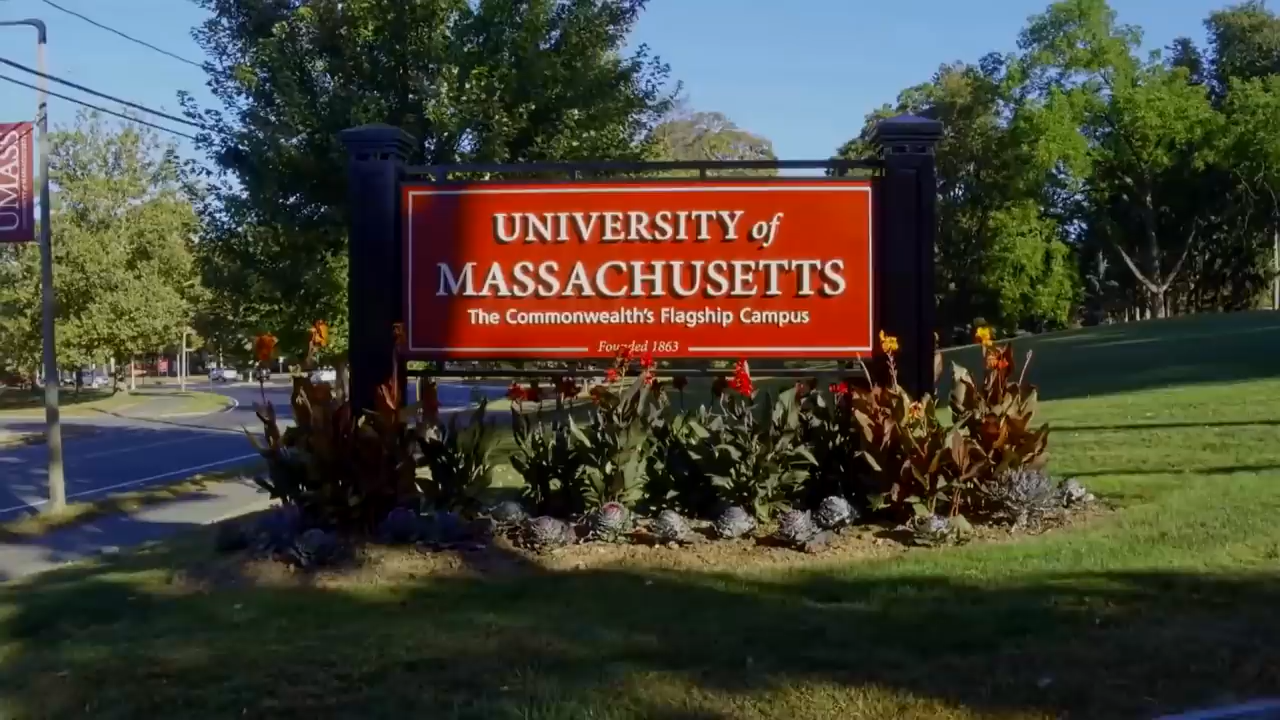 UNIVERSITY of
MASSACHUSETTS
The Commonwealth's Flagship Campus
Founded 1863
UMASS